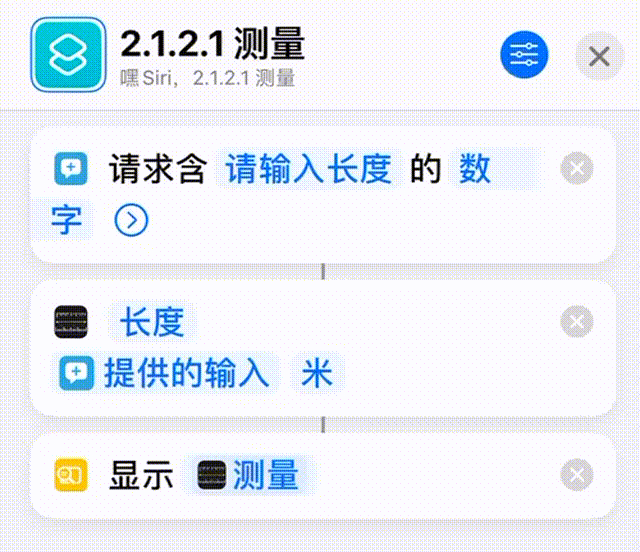 2.1.2.1 测量
嘿 Siri，2.1.2.1 测量
请求含 请输入长度 的 数
字
长度
提供的输入 米
显示 测量